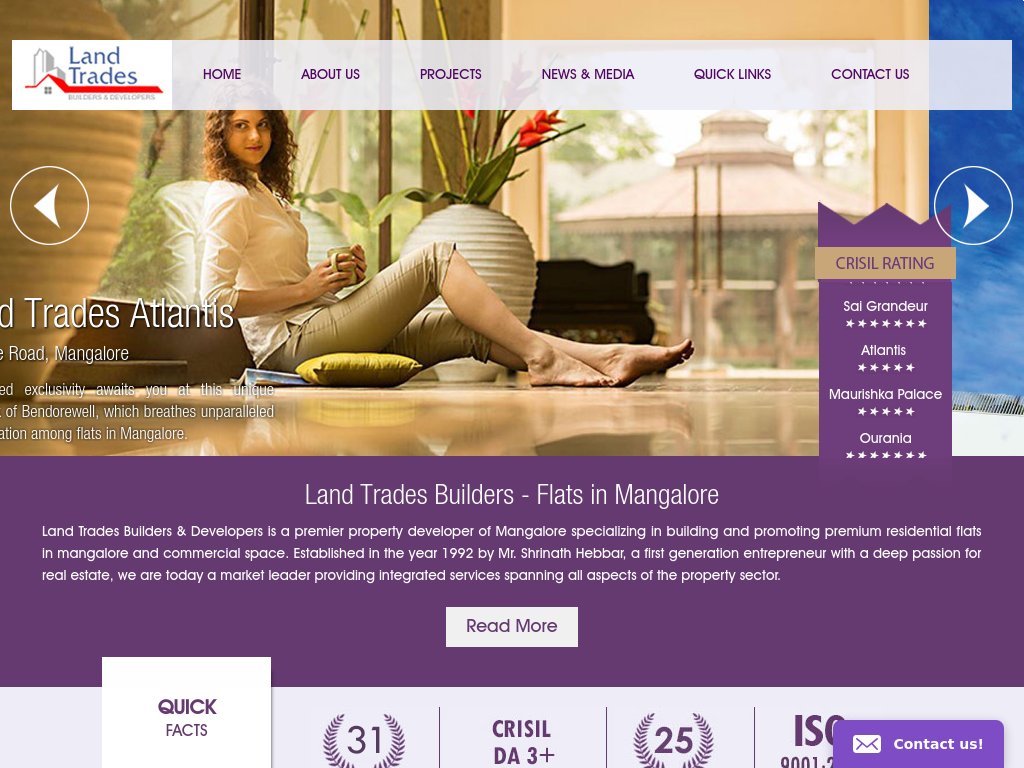 Land
Trades
BUILDERS & DEVELOPERS
HOME
ABOUT US
PROJECTS
NEWS & MEDIA
QUICK LINKS
CONTACT US
CRISIL RATING
Sai Grandeur
★★★★★★★
Atlantis
★★★★★
Maurishka Palace
★★★★★
Ourania
★★★★★★★
d Trades Atlantis
e Road, Mangalore
ed exclusivity awaits you at this unique
of Bendorewell, which breathes unparalleled
ation among flats in Mangalore.
Land Trades Builders - Flats in Mangalore
Land Trades Builders & Developers is a premier property developer of Mangalore specializing in building and promoting premium residential flats
in mangalore and commercial space. Established in the year 1992 by Mr. Shrinath Hebbar, a first generation entrepreneur with a deep passion for
real estate, we are today a market leader providing integrated services spanning all aspects of the property sector.
Read More
QUICK
FACTS
31
CRISIL
DA 3+
25
ISO
9001:2
Contact us!